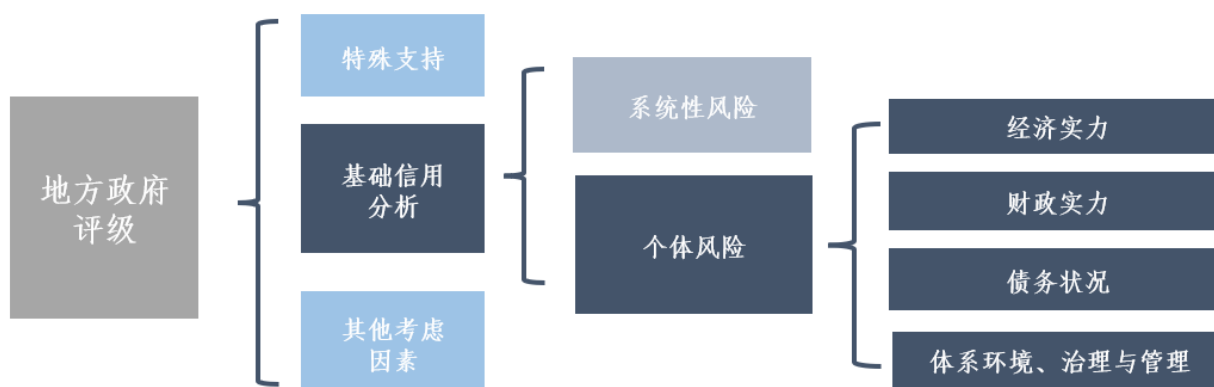 地方政府
评级
特殊支持
基础信用
分析
其他考虑
因素
系统性风险
个体风险
经济实力
财政实力
债务状况
体系环境、治理与管理